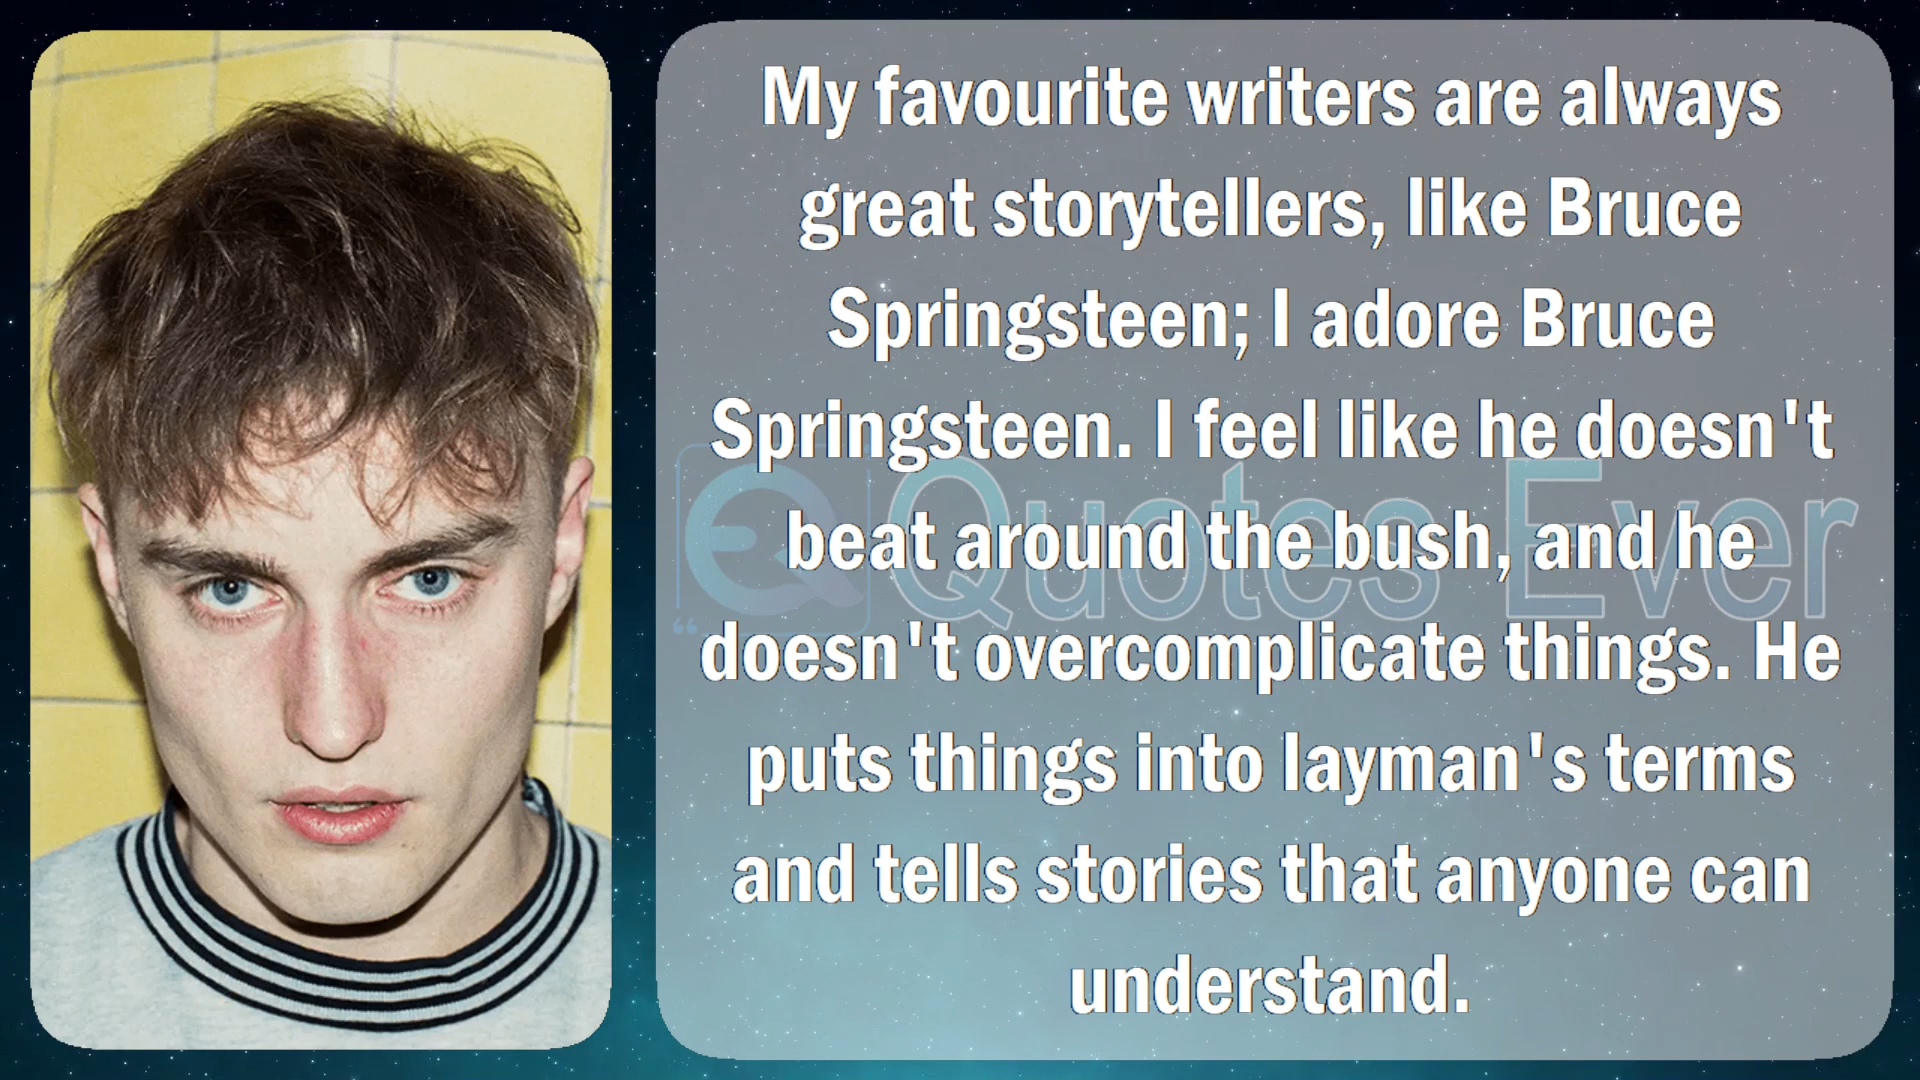 My favourite writers are always
great storytellers, like Bruce
Springsteen; I adore Bruce
Springsteen. I feel like he doesn't
beat around the bush, and he
doesn't overcomplicate things. He
puts things into layman's terms
and tells stories that anyone can
understand.
Quotes Ever